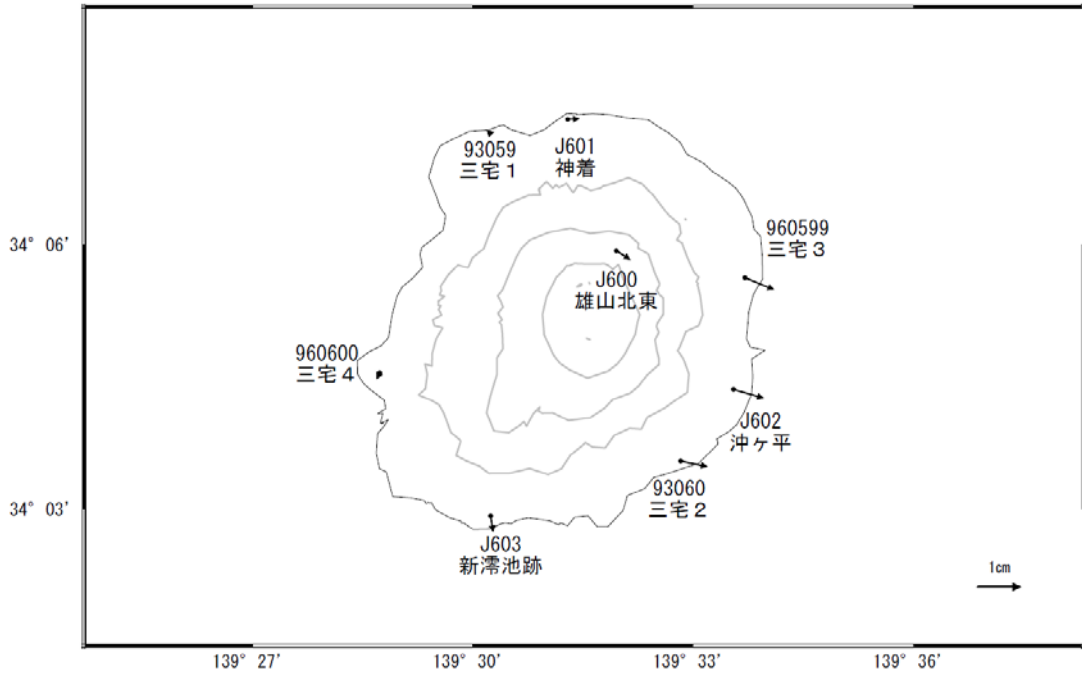 93059
三宅１
J601
神着
34° 06'
960599
三宅３
J600
雄山北東
960600
三宅４
J602
沖ヶ平
93060
三宅２
34° 03'
J603
新澪池跡
1cm
139° 27'
139° 30'
139° 33'
139° 36'